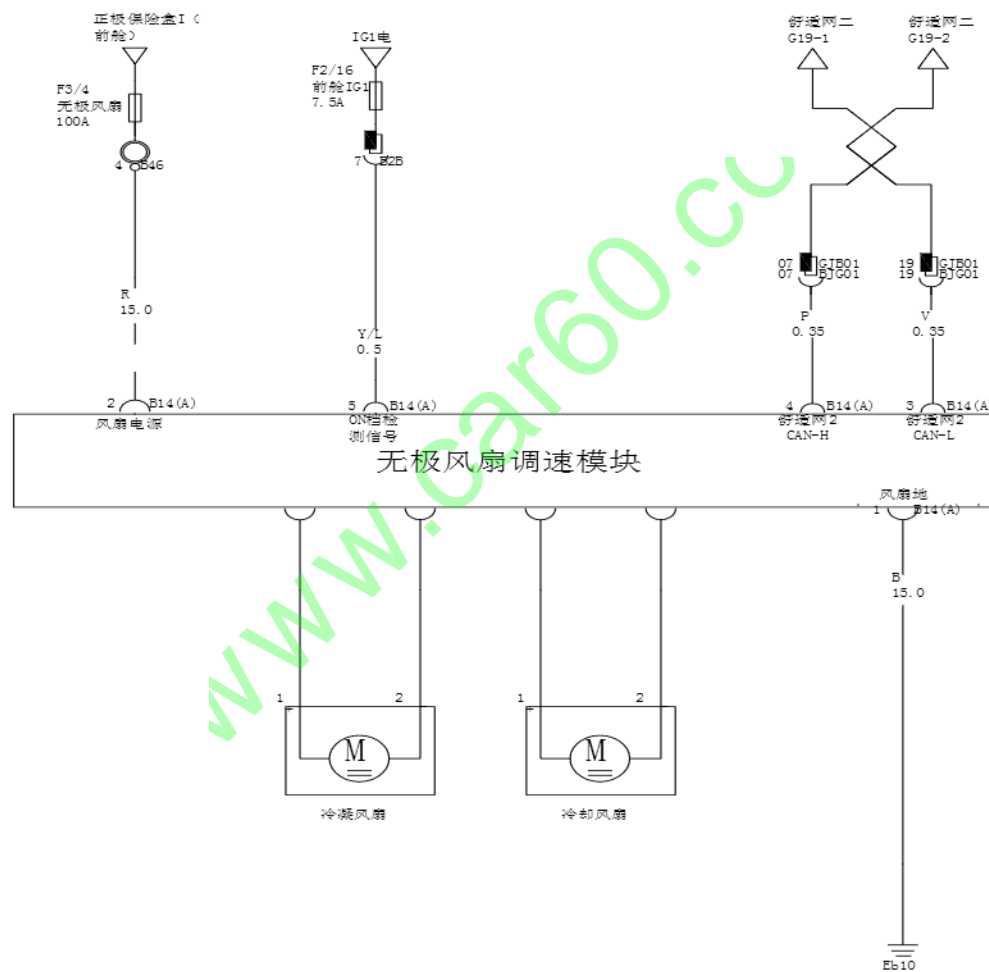 正极保险盒I(
前舱)
IG1电
舒适网二
G19-1
舒适网二
G19-2
F3/4
无极风扇
100A
F2/16
前舱IG1
7.5A
4 B46
7 B2B
07 GJB01
07 BJG01
19 GJB01
19 BJG01
R
15.0
Y/L
0.5
P
0.35
V
0.35
2 B14(A)
风扇电源
5 B14(A)
ON档检
测信号
4 B14(A)
舒适网2
CAN-H
3 B14(A)
舒适网2
CAN-L
无极风扇调速模块
风扇地
1 B14(A)
B
15.0
1 2
+
M
冷凝风扇
1 2
+
M
冷却风扇
Eb10
www.car60.co